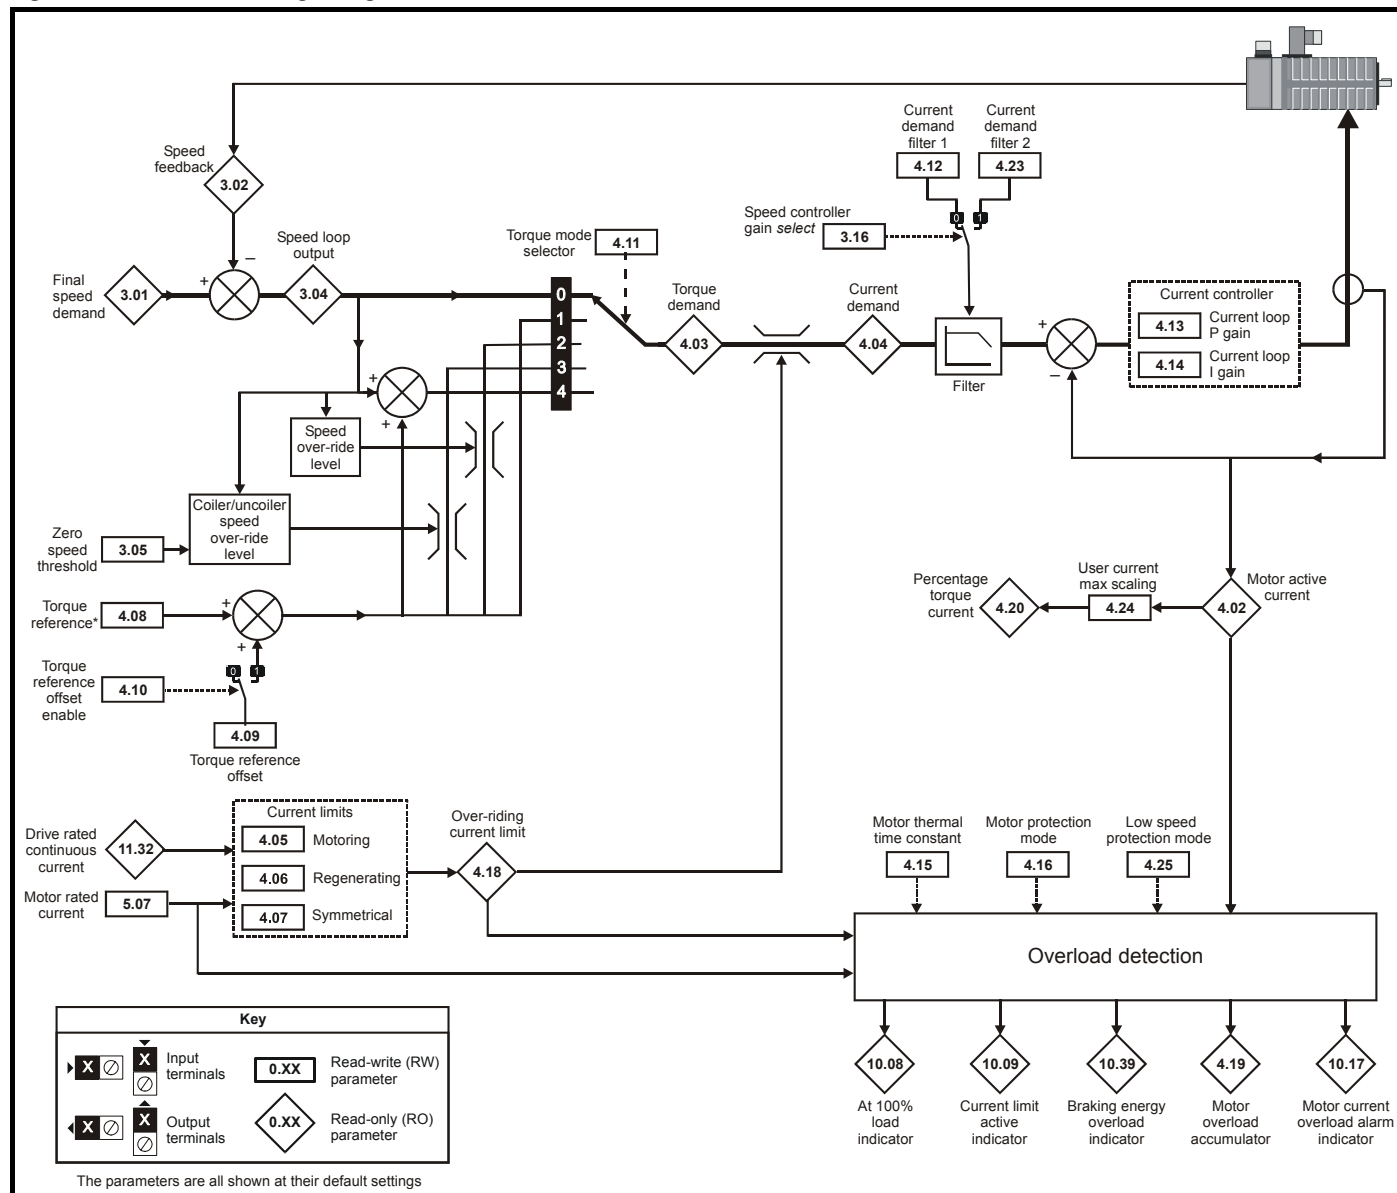 Current
demand
filter 1
4.12
Current
demand
filter 2
4.23
0
1
Speed
feedback
3.02
Speed controller
gain select
3.16
Torque mode
selector
4.11
Speed loop
output
3.04
Final
speed
demand
3.01
+
–
0
1
2
3
4
Torque
demand
4.03
Current
demand
4.04
Filter
+
–
Current controller
4.13
Current loop
P gain
4.14
Current loop
I gain
+
+
Speed
over-ride
level
Coiler/uncoiler
speed
over-ride
level
Zero
speed
threshold
3.05
Torque
reference*
4.08
+
+
0
1
Torque
reference
offset
enable
4.10
4.09
Torque reference
offset
Percentage
torque
current
4.20
User current
max scaling
4.24
4.02
Motor active
current
Drive rated
continuous
current
11.32
Motor rated
current
5.07
Current limits
4.05
Motoring
4.06
Regenerating
4.07
Symmetrical
Over-riding
current limit
4.18
Motor thermal
time constant
4.15
Motor protection
mode
4.16
Low speed
protection mode
4.25
Overload detection
10.08
At 100%
load
indicator
10.09
Current limit
active
indicator
10.39
Braking energy
overload
indicator
4.19
Motor
overload
accumulator
10.17
Motor current
overload alarm
indicator
Key
X
X
Input
terminals
0.XX
Read-write (RW)
parameter
X
X
Output
terminals
0.XX
Read-only (RO)
parameter
The parameters are all shown at their default settings